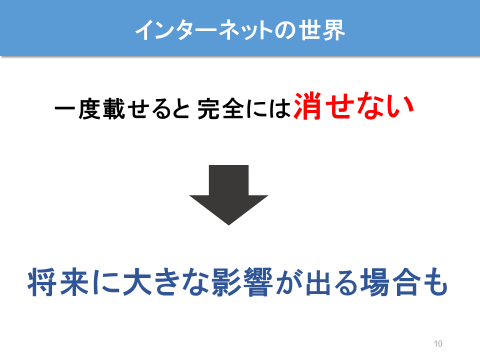 インターネットの世界
一度載せると 完全には消せない
将来に大きな影響が出る場合も
10